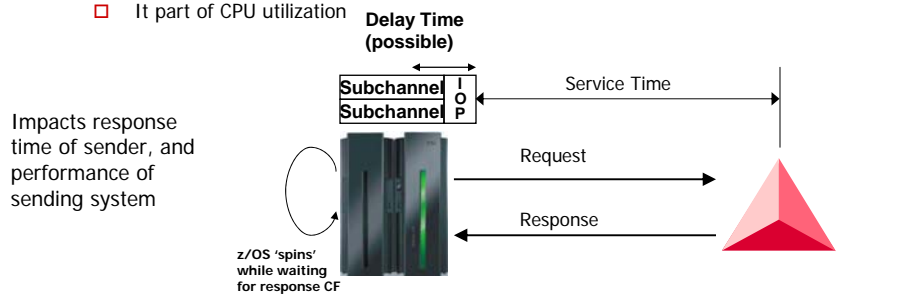 It part of CPU utilization
Delay Time
(possible)
Subchannel
Subchannel
I
O
P
Service Time
Impacts response
time of sender, and
performance of
sending system
Request
Response
z/OS 'spins'
while waiting
for response CF